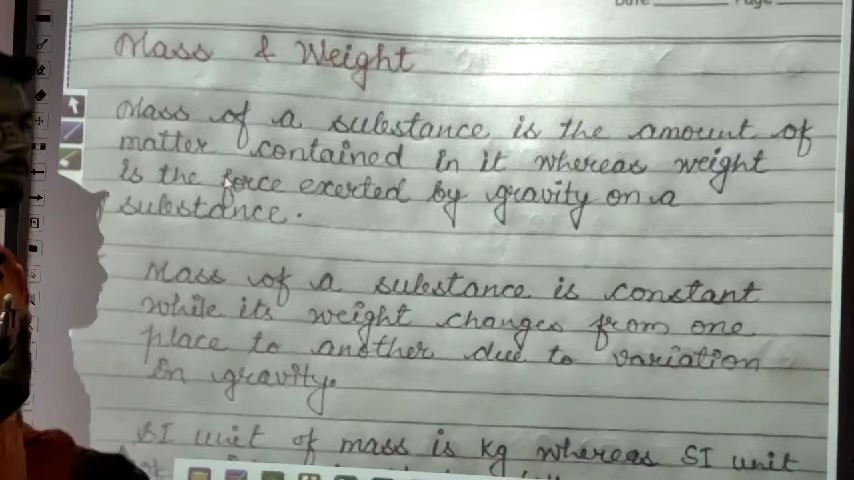 Date Page
Mass & Weight
Mass of a substance is the amount of
matter contained in it whereas weight
is the force exerted by gravity on a
substance.
Mass of a substance is constant
while its weight changes from one
place to another due to variation
in gravity.
SI unit of mass is kg whereas SI unit